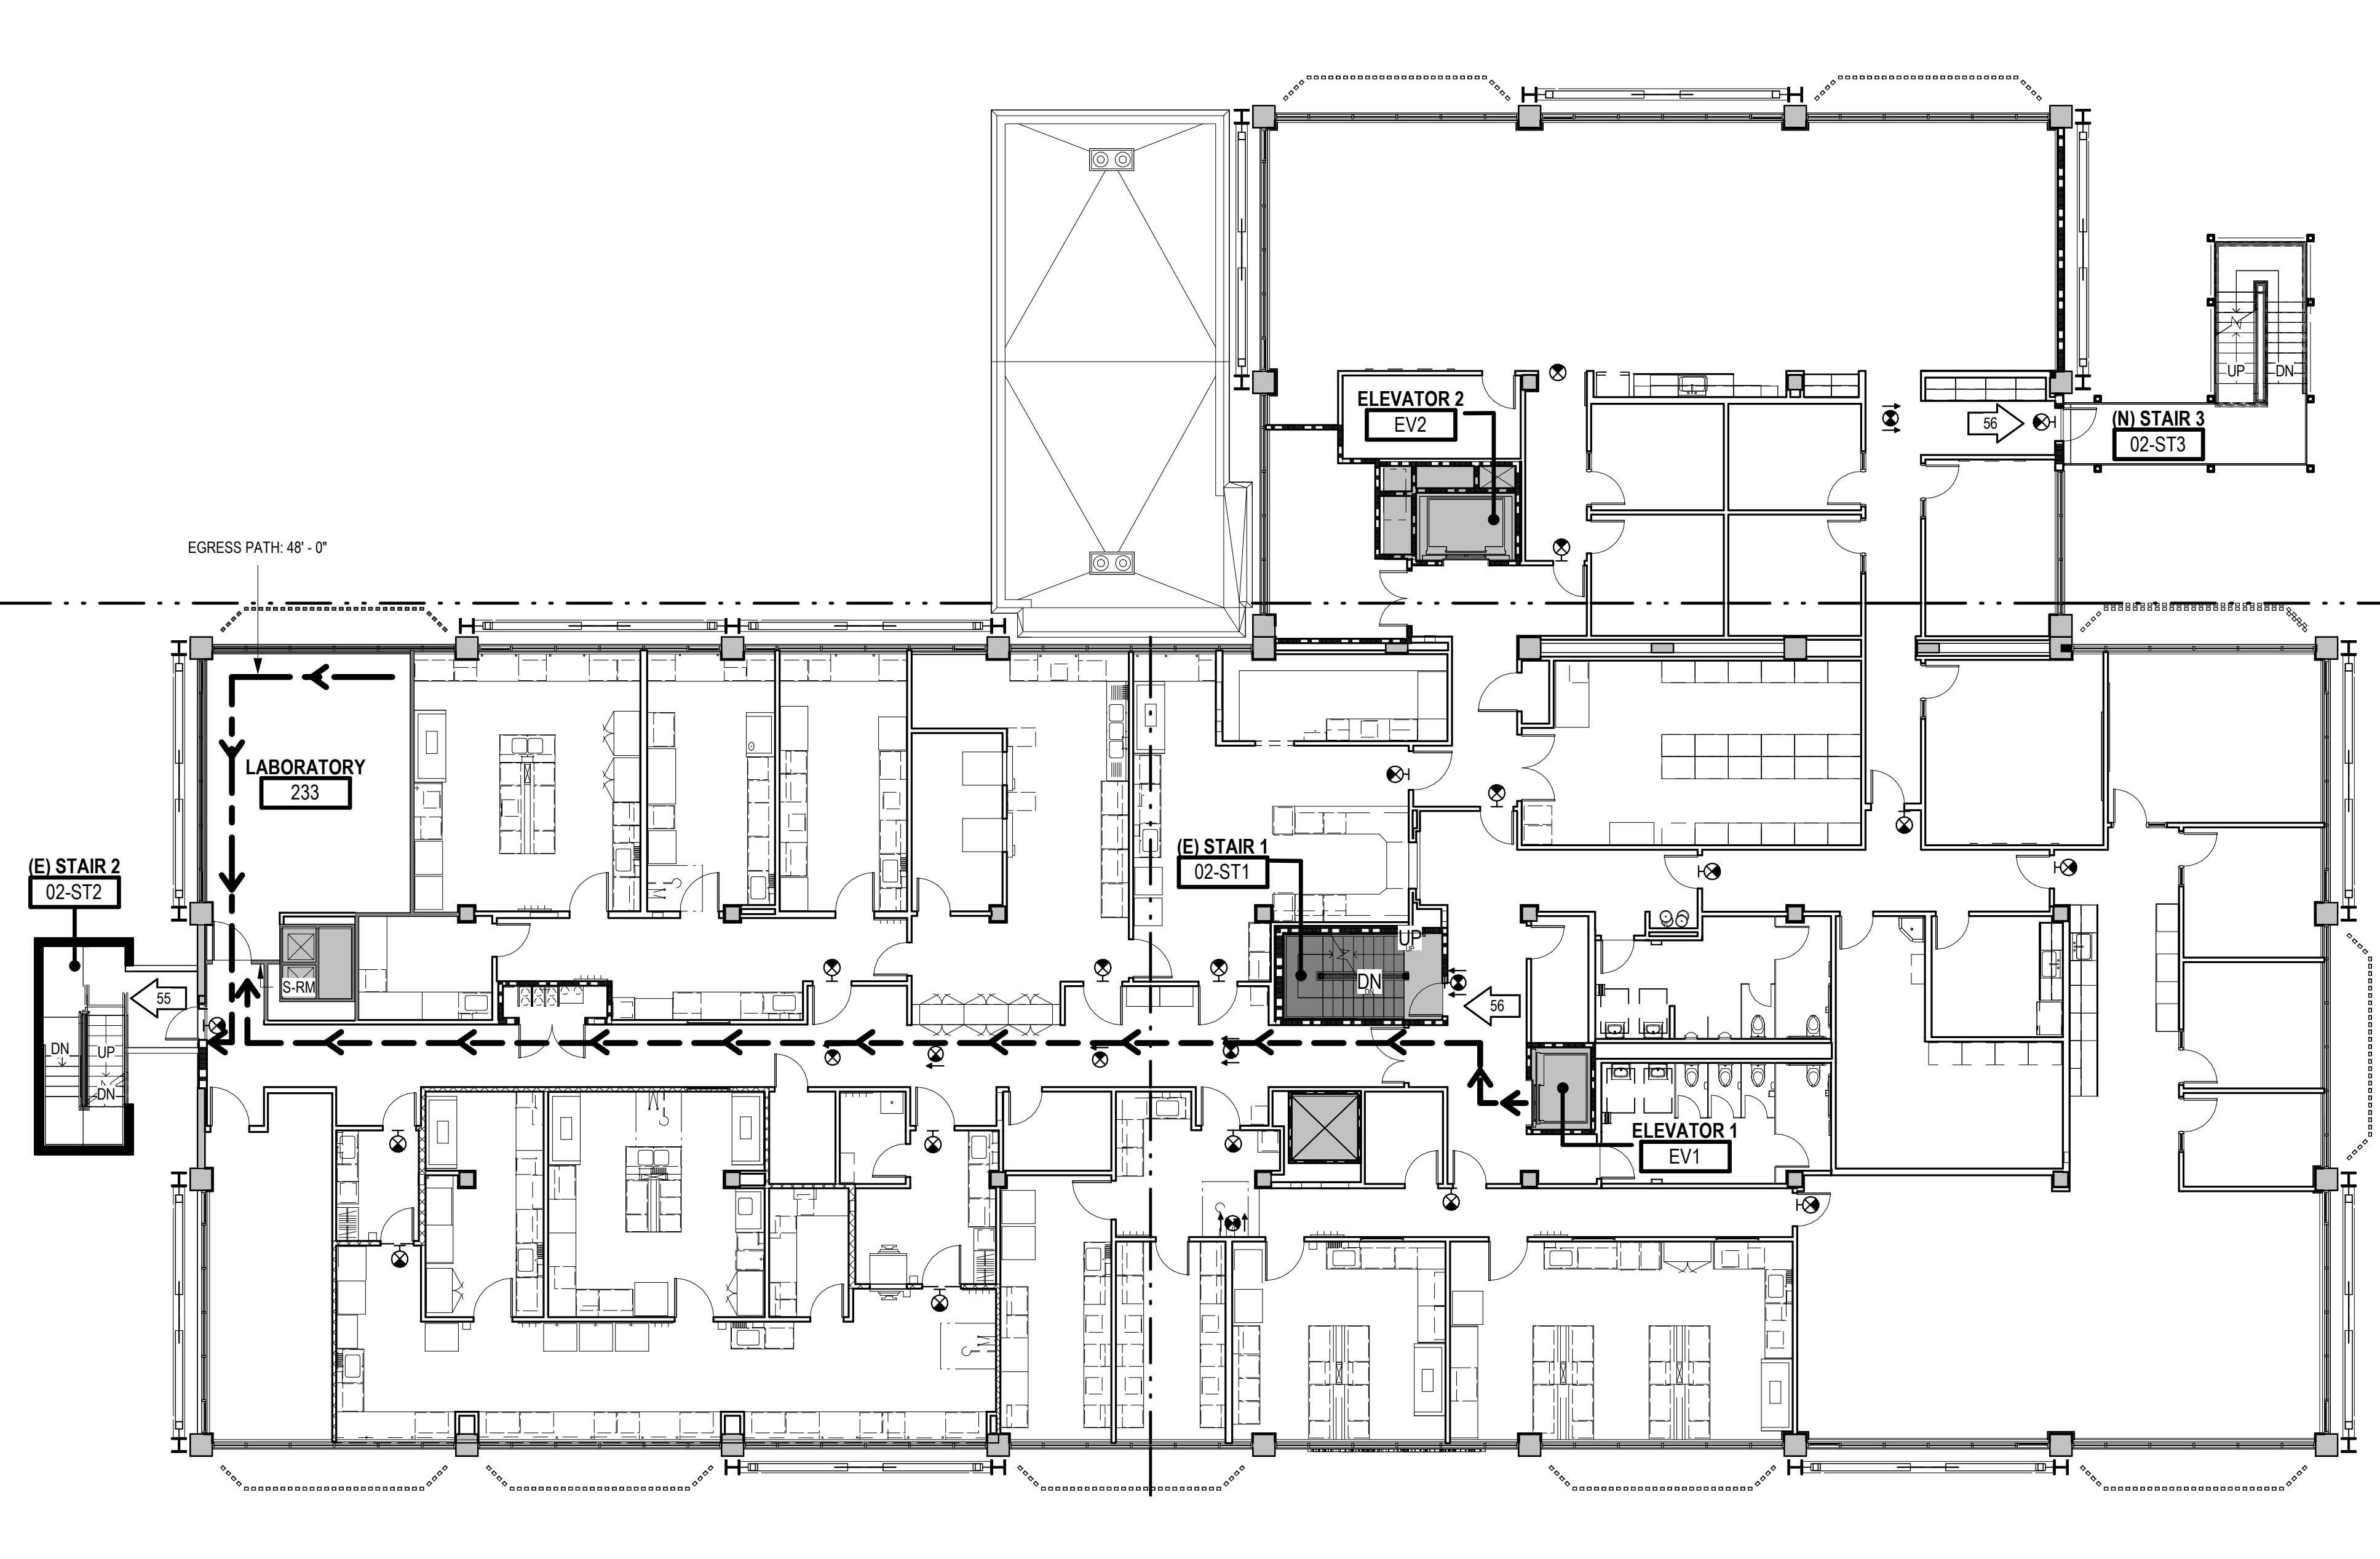 ELEVATOR 2
EV2
UP
DN
56
(N) STAIR 3
02-ST3
EGRESS PATH: 48' - 0"
LABORATORY
233
(E) STAIR 2
02-ST2
(E) STAIR 1
02-ST1
UP
DN
DN
S-RM
55
56
DN
UP
DN
ELEVATOR 1
EV1